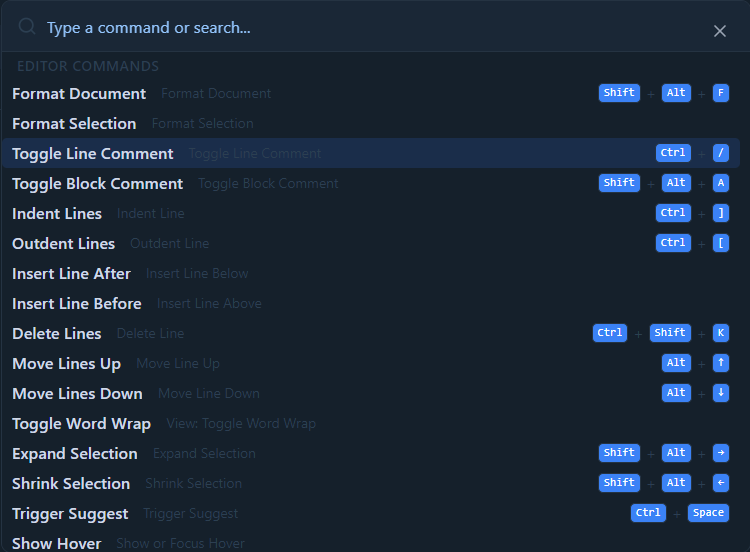 Type a command or search...
EDITOR COMMANDS
Format Document Format Document Shift + Alt + F
Format Selection Format Selection
Toggle Line Comment Toggle Line Comment Ctrl + /
Toggle Block Comment Toggle Block Comment Shift + Alt + A
Indent Lines Indent Line Ctrl + ]
Outdent Lines Outdent Line Ctrl + [
Insert Line After Insert Line Below
Insert Line Before Insert Line Above
Delete Lines Delete Line Ctrl + Shift + K
Move Lines Up Move Line Up Alt + ↑
Move Lines Down Move Line Down Alt + ↓
Toggle Word Wrap View: Toggle Word Wrap
Expand Selection Expand Selection Shift + Alt + →
Shrink Selection Shrink Selection Shift + Alt + ←
Trigger Suggest Trigger Suggest Ctrl + Space
Show Hover Show or Focus Hover